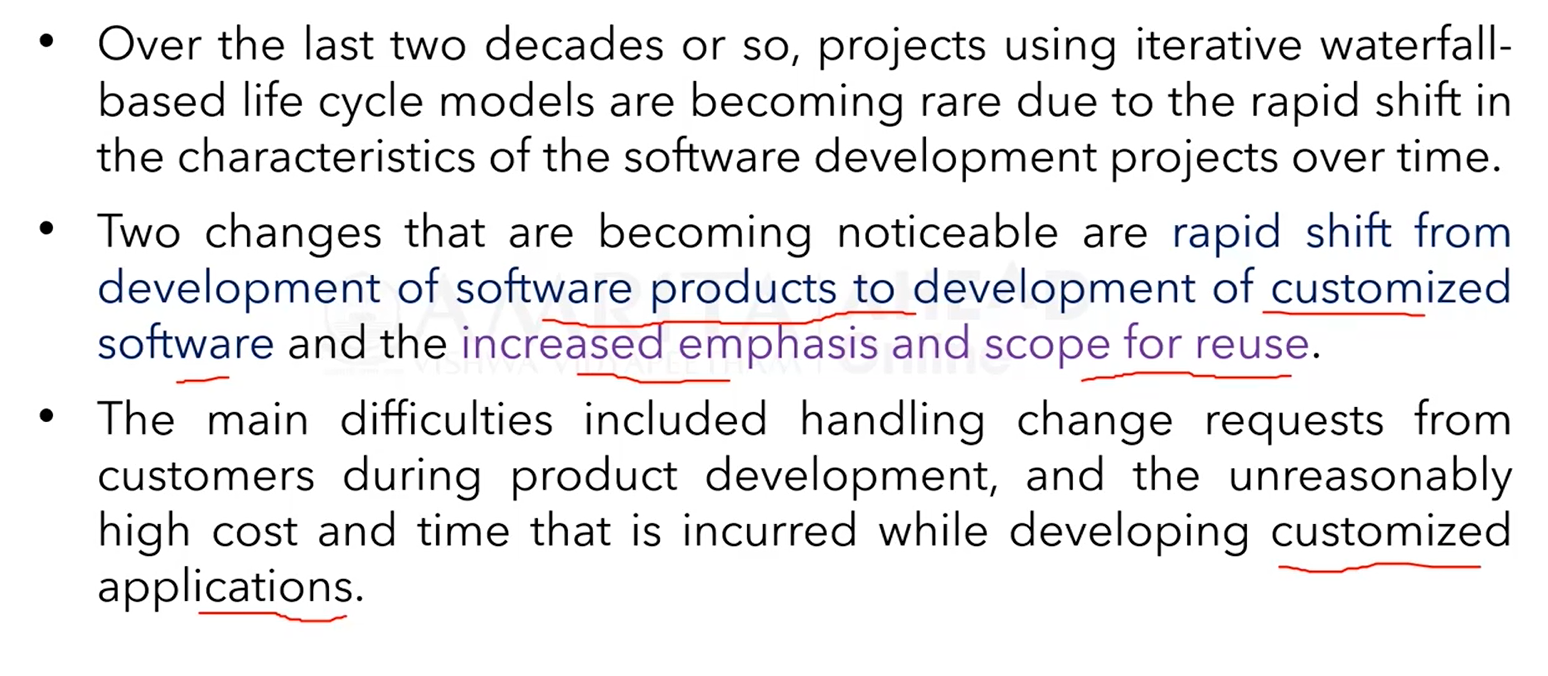 • Over the last two decades or so, projects using iterative waterfall-
based life cycle models are becoming rare due to the rapid shift in
the characteristics of the software development projects over time.
• Two changes that are becoming noticeable are rapid shift from
development of software products to development of customized
software and the increased emphasis and scope for reuse.
• The main difficulties included handling change requests from
customers during product development, and the unreasonably
high cost and time that is incurred while developing customized
applications.